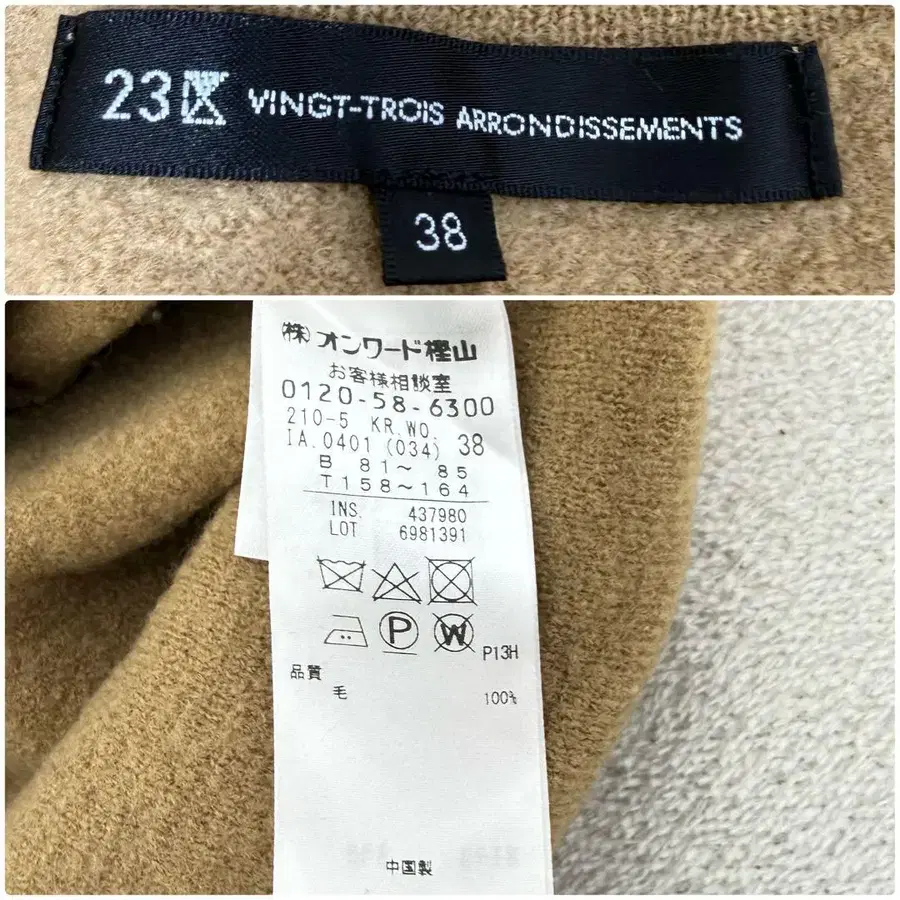 23区 VINGT-TROIS ARRONDISSEMENTS
38
㈱オンワード樫山
お客様相談室
0120-58-6300
210-5 KR.WO.
IA.0401 (034) 38
B 81～ 85
T158～164
INS. 437980
LOT 6981391
P W
P13H
品質
毛 100%
中国製